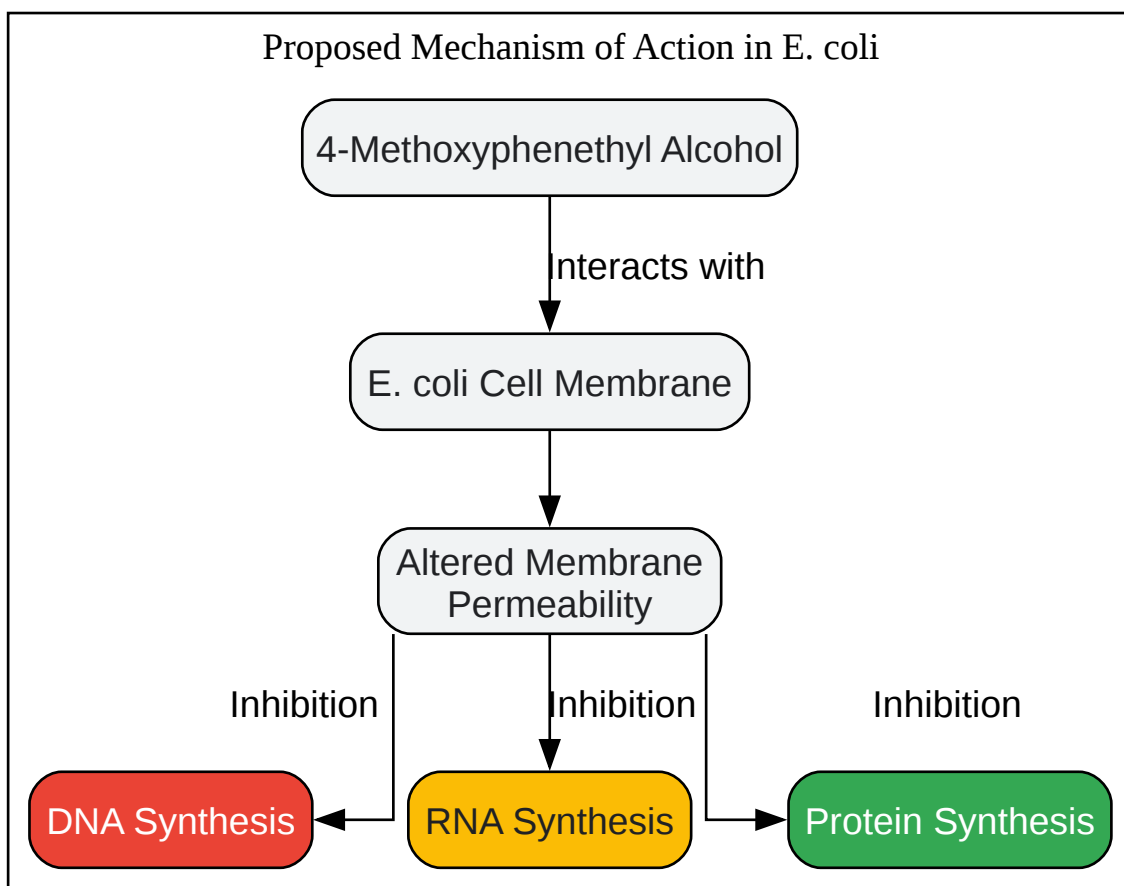 Proposed Mechanism of Action in E. coli
4-Methoxyphenethyl Alcohol
Interacts with
E. coli Cell Membrane
Altered Membrane
Permeability
Inhibition
Inhibition
Inhibition
DNA Synthesis
RNA Synthesis
Protein Synthesis